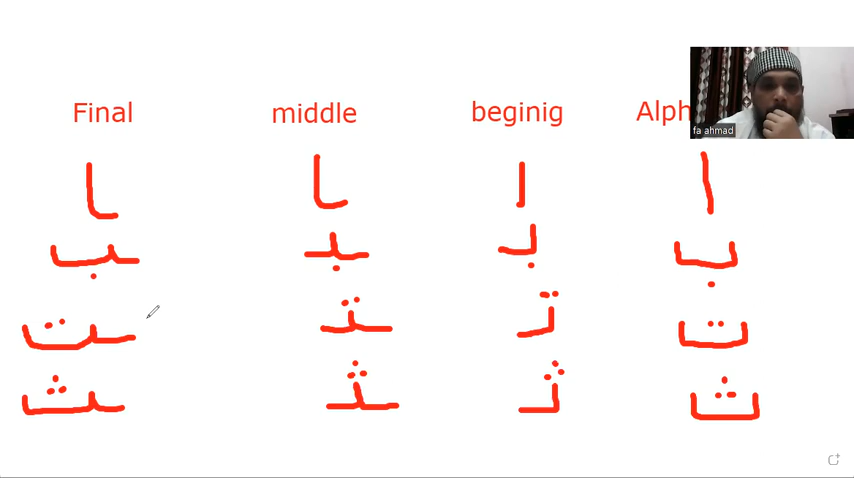 Final middle beginig Alph
fa ahmad
ا ا ـا ـا
ب بـ ـبـ ـب
ت تـ ـتـ ـت
ث ثـ ـثـ ـث